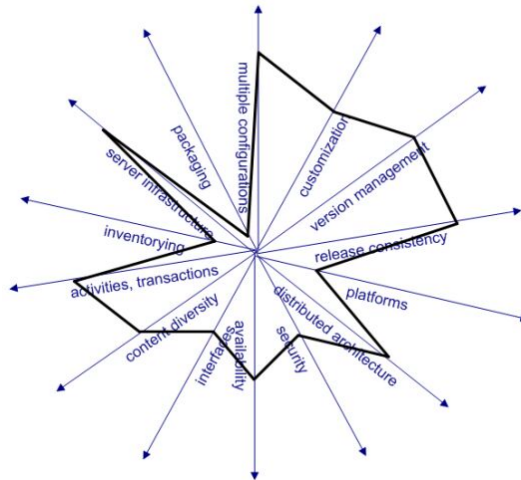 multiple configurations
customization
version management
release consistency
platforms
distributed architecture
security
availability
interfaces
content diversity
activities, transactions
inventorying
server infrastructure
packaging